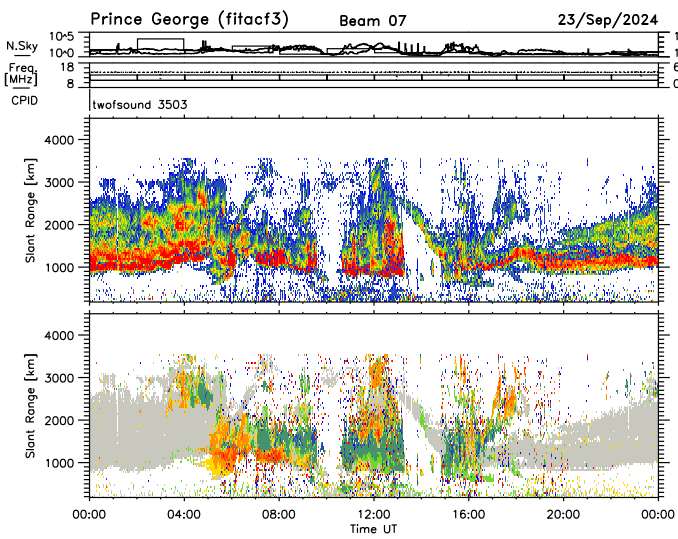 Prince George (fitacf3) Beam 07 23/Sep/2024
N.Sky 10^5 10^0
Freq. [MHz] 18 8
CPID twofsound 3503
Slant Range [km] 4000 3000 2000 1000
Slant Range [km] 4000 3000 2000 1000
00:00 04:00 08:00 12:00 16:00 20:00 00:00
Time UT